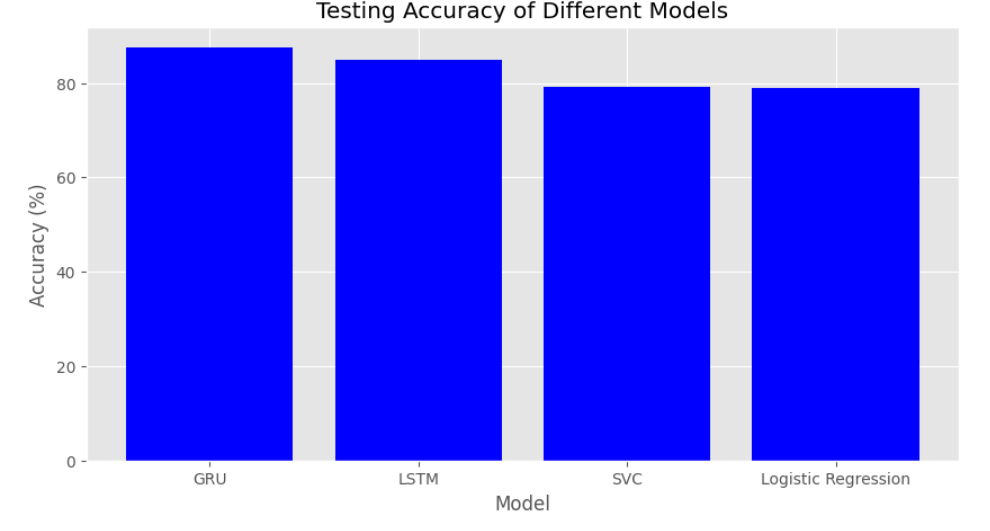 Testing Accuracy of Different Models
Accuracy (%)
80
60
40
20
0
GRU LSTM SVC Logistic Regression
Model